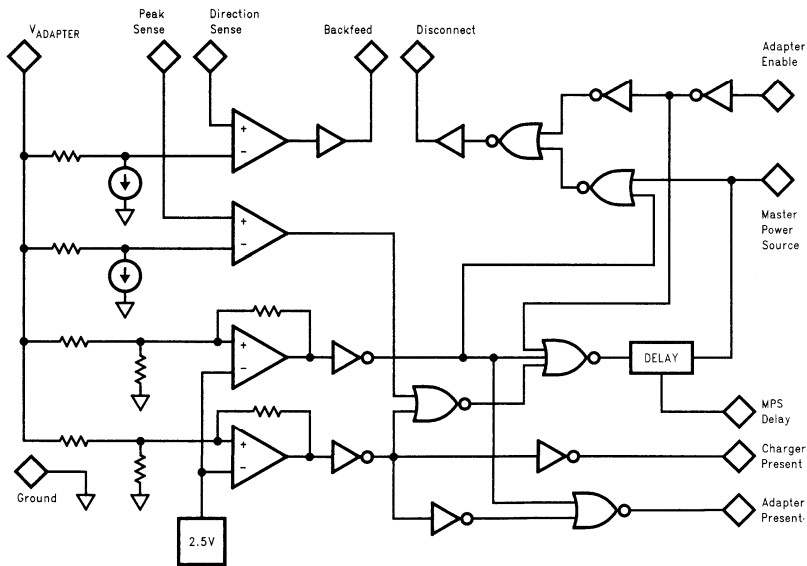 V_ADAPTER
Peak
Sense
Direction
Sense
Backfeed
Disconnect
Adapter
Enable
+
−
Master
Power
Source
+
−
+
−
DELAY
MPS
Delay
+
−
Charger
Present
Ground
2.5V
Adapter
Present